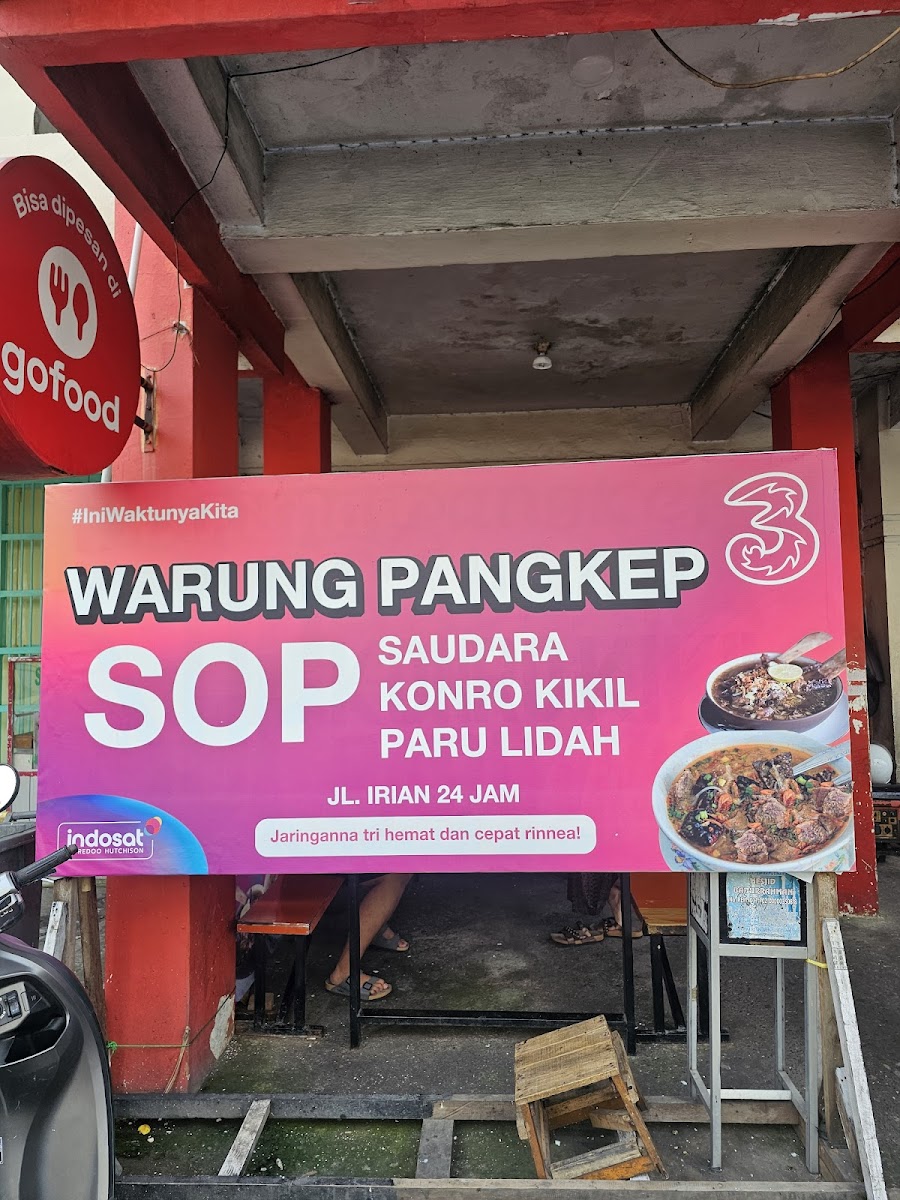 Bisa dipesan di
gofood
#IniWaktunyaKita
3
WARUNG PANGKEP
SOP
SAUDARA
KONRO KIKIL
PARU LIDAH
JL. IRIAN 24 JAM
Jaringanna tri hemat dan cepat rinnea!
indosat
OOREDOO HUTCHISON